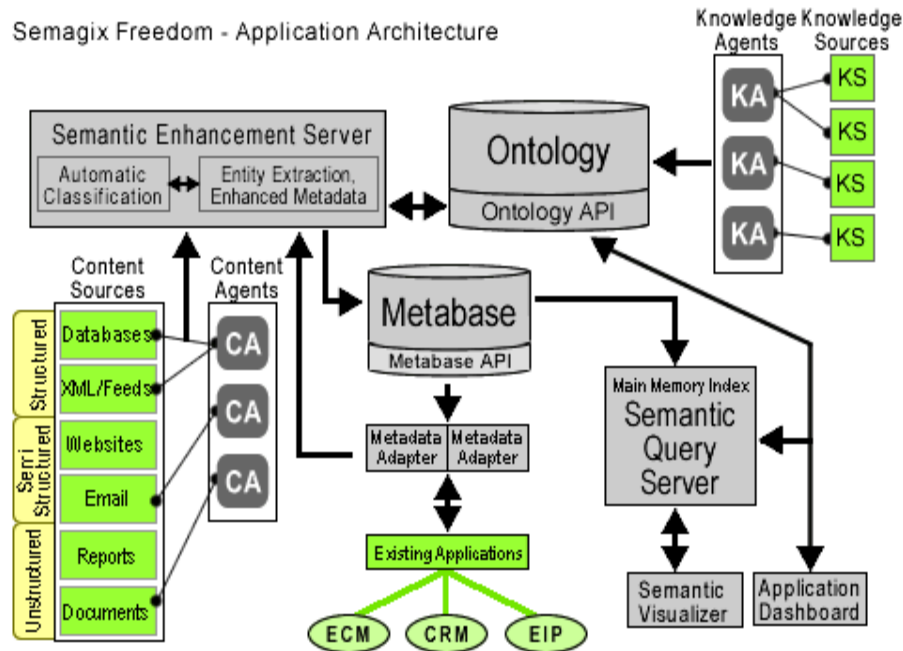 Semagix Freedom - Application Architecture
Knowledge Agents
Knowledge Sources
KA
KA
KA
KS
KS
KS
KS
Semantic Enhancement Server
Automatic
Classification
Entity Extraction,
Enhanced Metadata
Ontology
Ontology API
Content
Sources
Content
Agents
Structured
Semi
Structured
Unstructured
Databases
XML/Feeds
Websites
Email
Reports
Documents
CA
CA
CA
Metabase
Metabase API
Metadata
Adapter
Metadata
Adapter
Existing Applications
ECM
CRM
EIP
Main Memory Index
Semantic
Query
Server
Semantic
Visualizer
Application
Dashboard